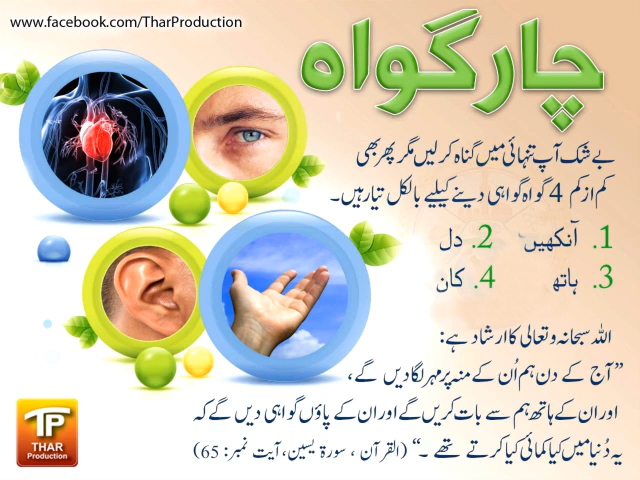 www.facebook.com/TharProduction
چار گواہ
بے شک آپ تنہائی میں گناہ کر لیں مگر پھر بھی
کم از کم 4 گواہ گواہی دینے کیلیے بالکل تیار ہیں۔
1. آنکھیں 2. دل
3. ہاتھ 4. کان
اللہ سبحانہ و تعالی کا ارشاد ہے:
”آج کے دن ہم اُن کے منہ پر مہر لگا دیں گے،
اور ان کے ہاتھ ہم سے بات کریں گے اور ان کے پاؤں گواہی دیں گے کہ
یہ دُنیا میں کیا کمائی کیا کرتے تھے ۔“ (القرآن ، سورۃ یسین، آیت نمبر: 65)
TP
THAR
Production